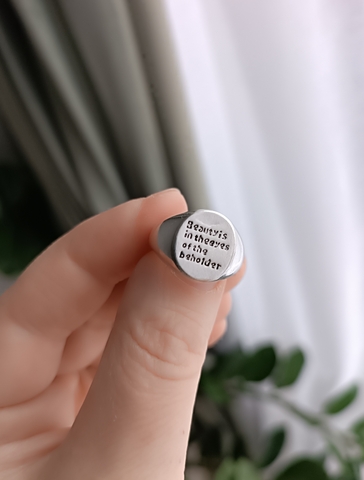 Beauty is
in the eyes
of the
beholder